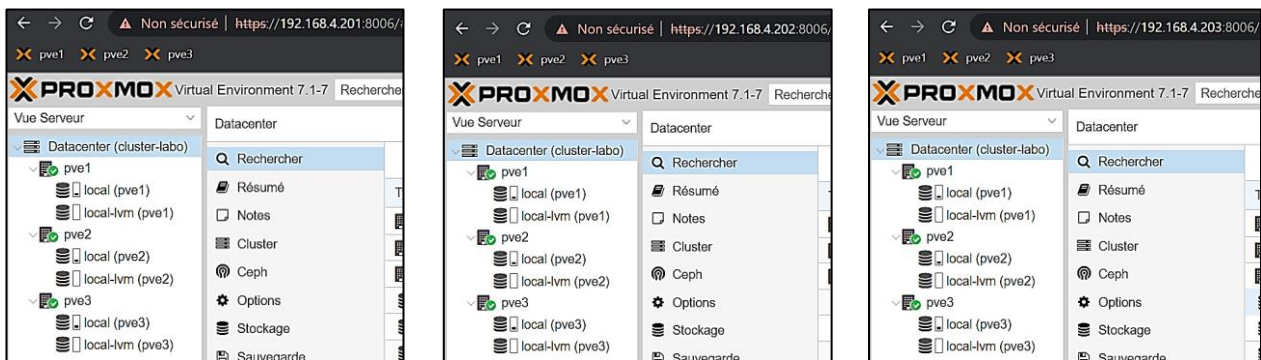 Non sécurisé | https://192.168.4.201:8006/
pve1 pve2 pve3
PROXMOX Virtual Environment 7.1-7 Recherche
Vue Serveur
Datacenter (cluster-labo)
pve1
local (pve1)
local-lvm (pve1)
pve2
local (pve2)
local-lvm (pve2)
pve3
local (pve3)
local-lvm (pve3)
Datacenter
Rechercher
Résumé
Notes
Cluster
Ceph
Options
Stockage
Sauvegarde
Non sécurisé | https://192.168.4.202:8006
pve1 pve2 pve3
PROXMOX Virtual Environment 7.1-7 Recherche
Vue Serveur
Datacenter (cluster-labo)
pve1
local (pve1)
local-lvm (pve1)
pve2
local (pve2)
local-lvm (pve2)
pve3
local (pve3)
local-lvm (pve3)
Datacenter
Rechercher
Résumé
Notes
Cluster
Ceph
Options
Stockage
Sauvegarde
Non sécurisé | https://192.168.4.203:8006/
pve1 pve2 pve3
PROXMOX Virtual Environment 7.1-7 Recherche
Vue Serveur
Datacenter (cluster-labo)
pve1
local (pve1)
local-lvm (pve1)
pve2
local (pve2)
local-lvm (pve2)
pve3
local (pve3)
local-lvm (pve3)
Datacenter
Rechercher
Résumé
Notes
Cluster
Ceph
Options
Stockage
Sauvegarde